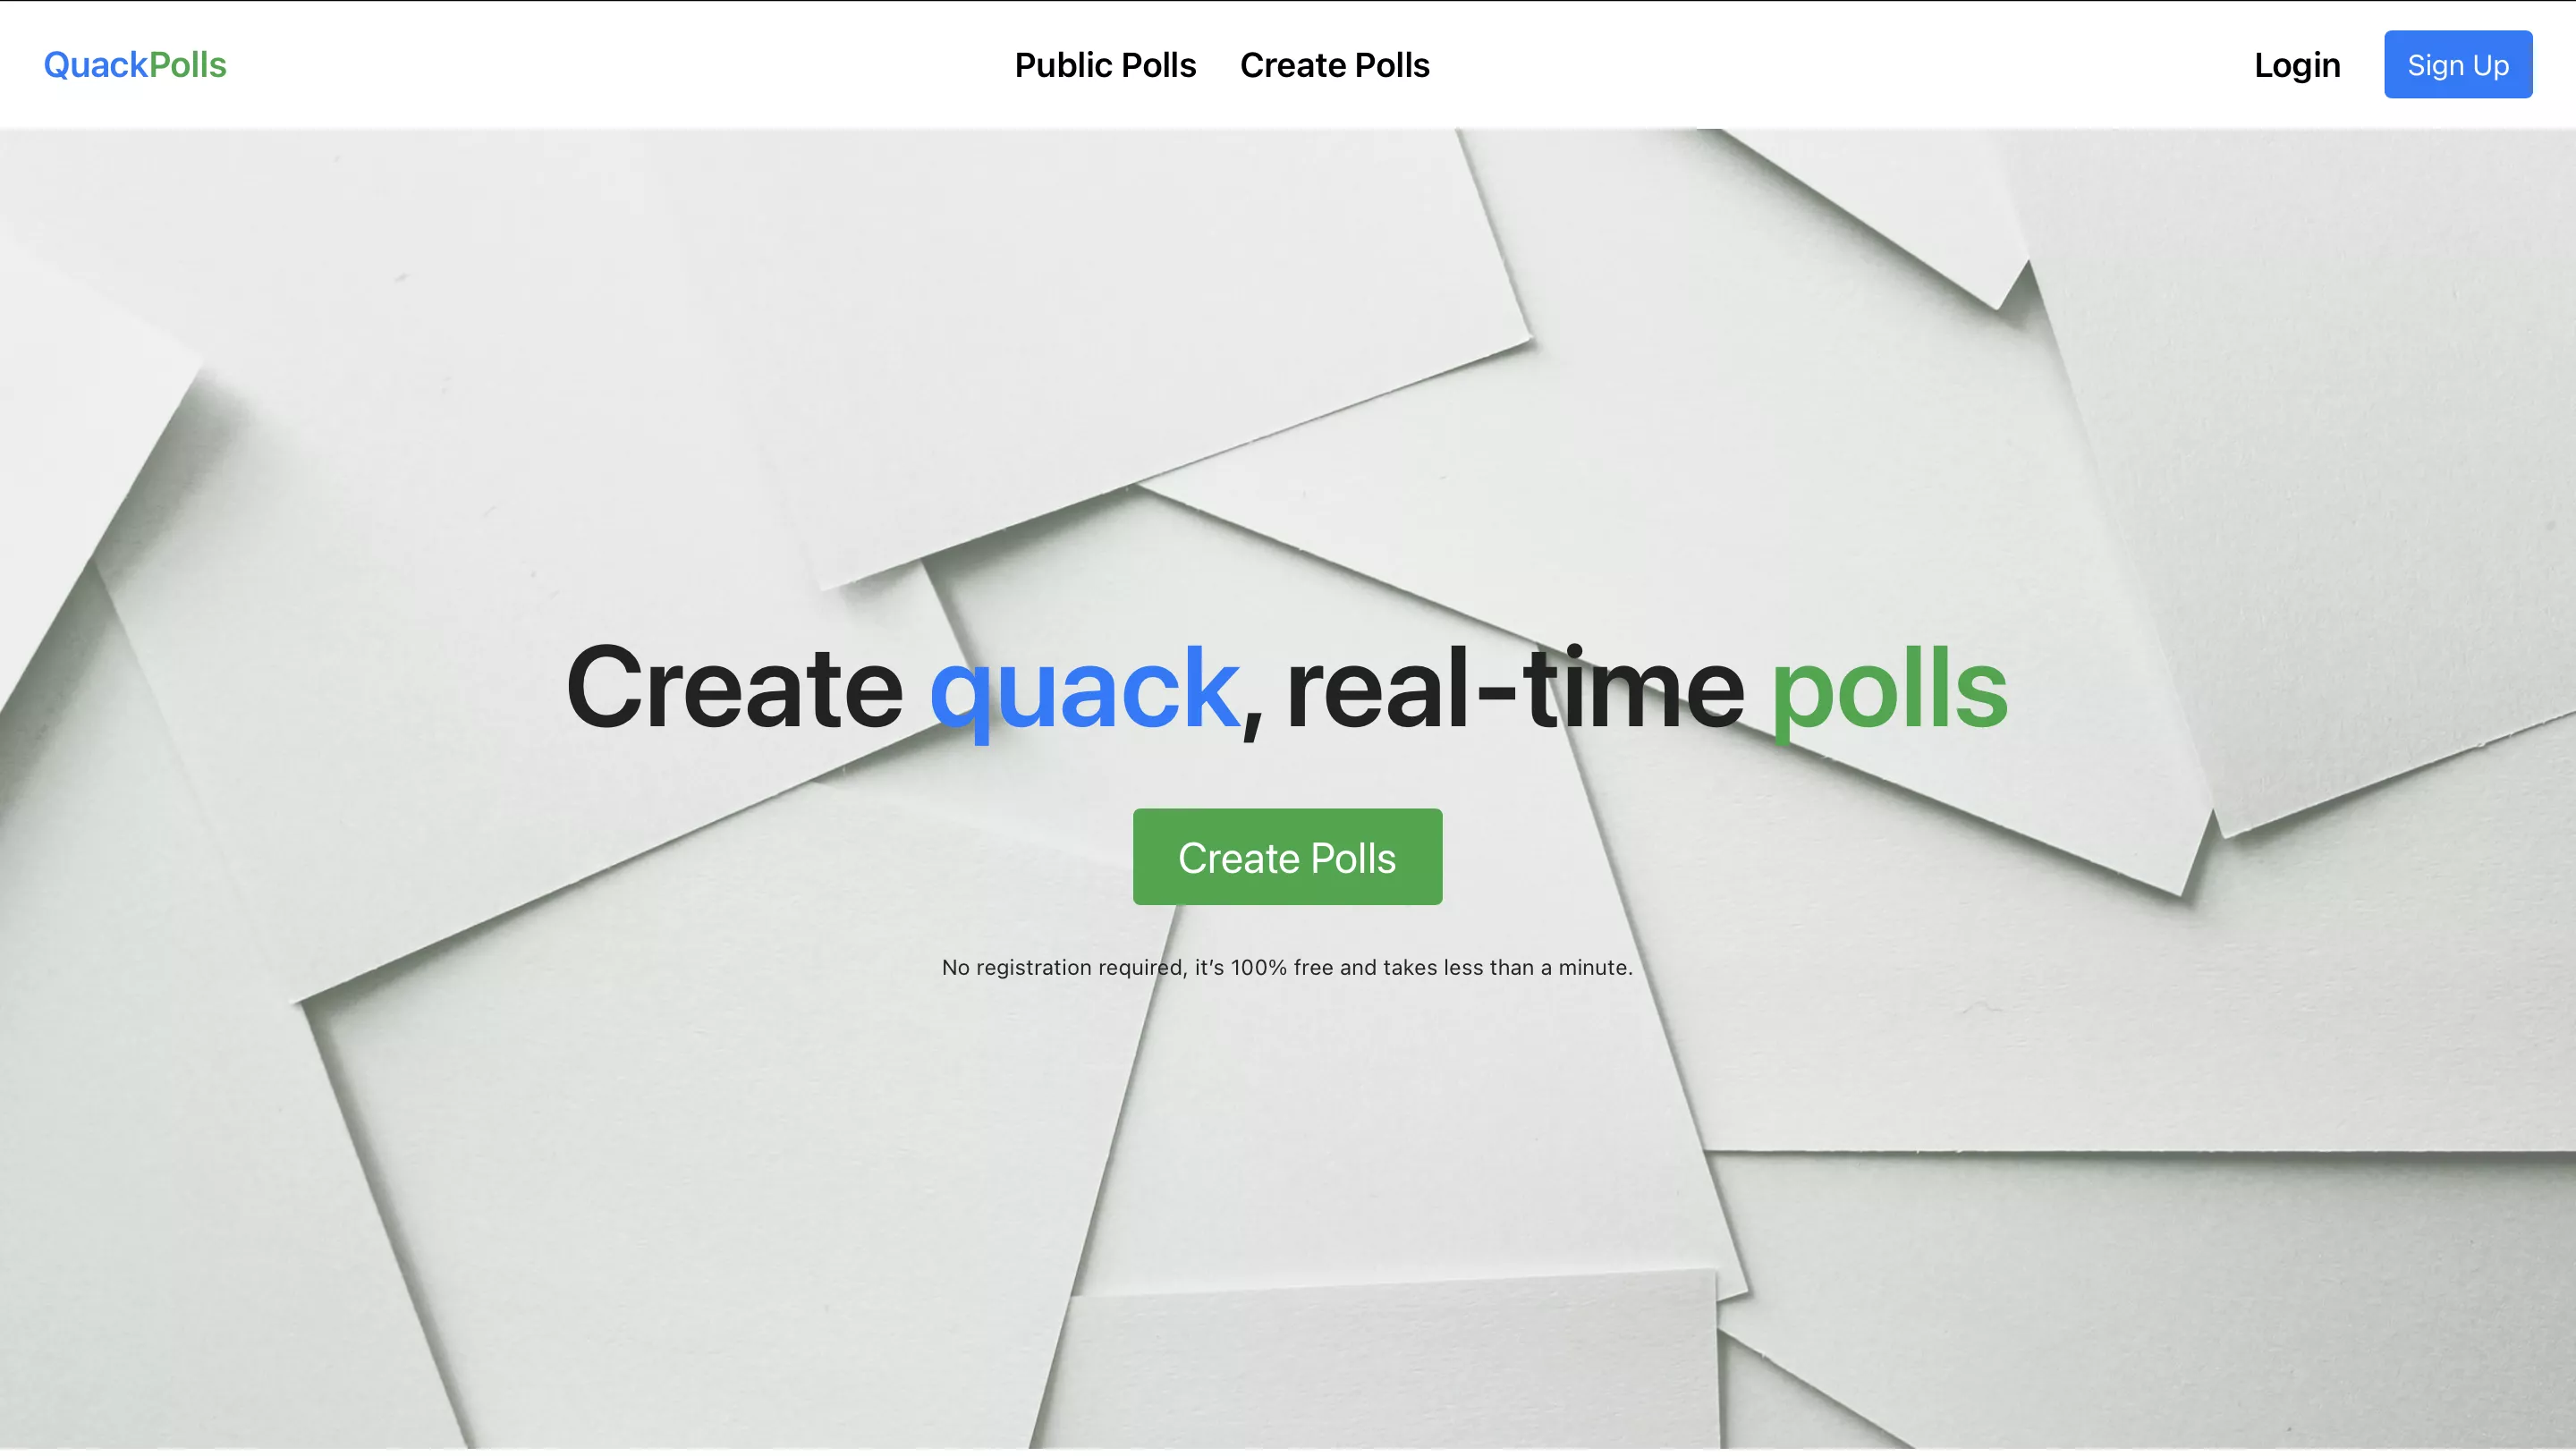 QuackPolls
Public Polls
Create Polls
Login
Sign Up
Create quack, real-time polls
Create Polls
No registration required, it’s 100% free and takes less than a minute.